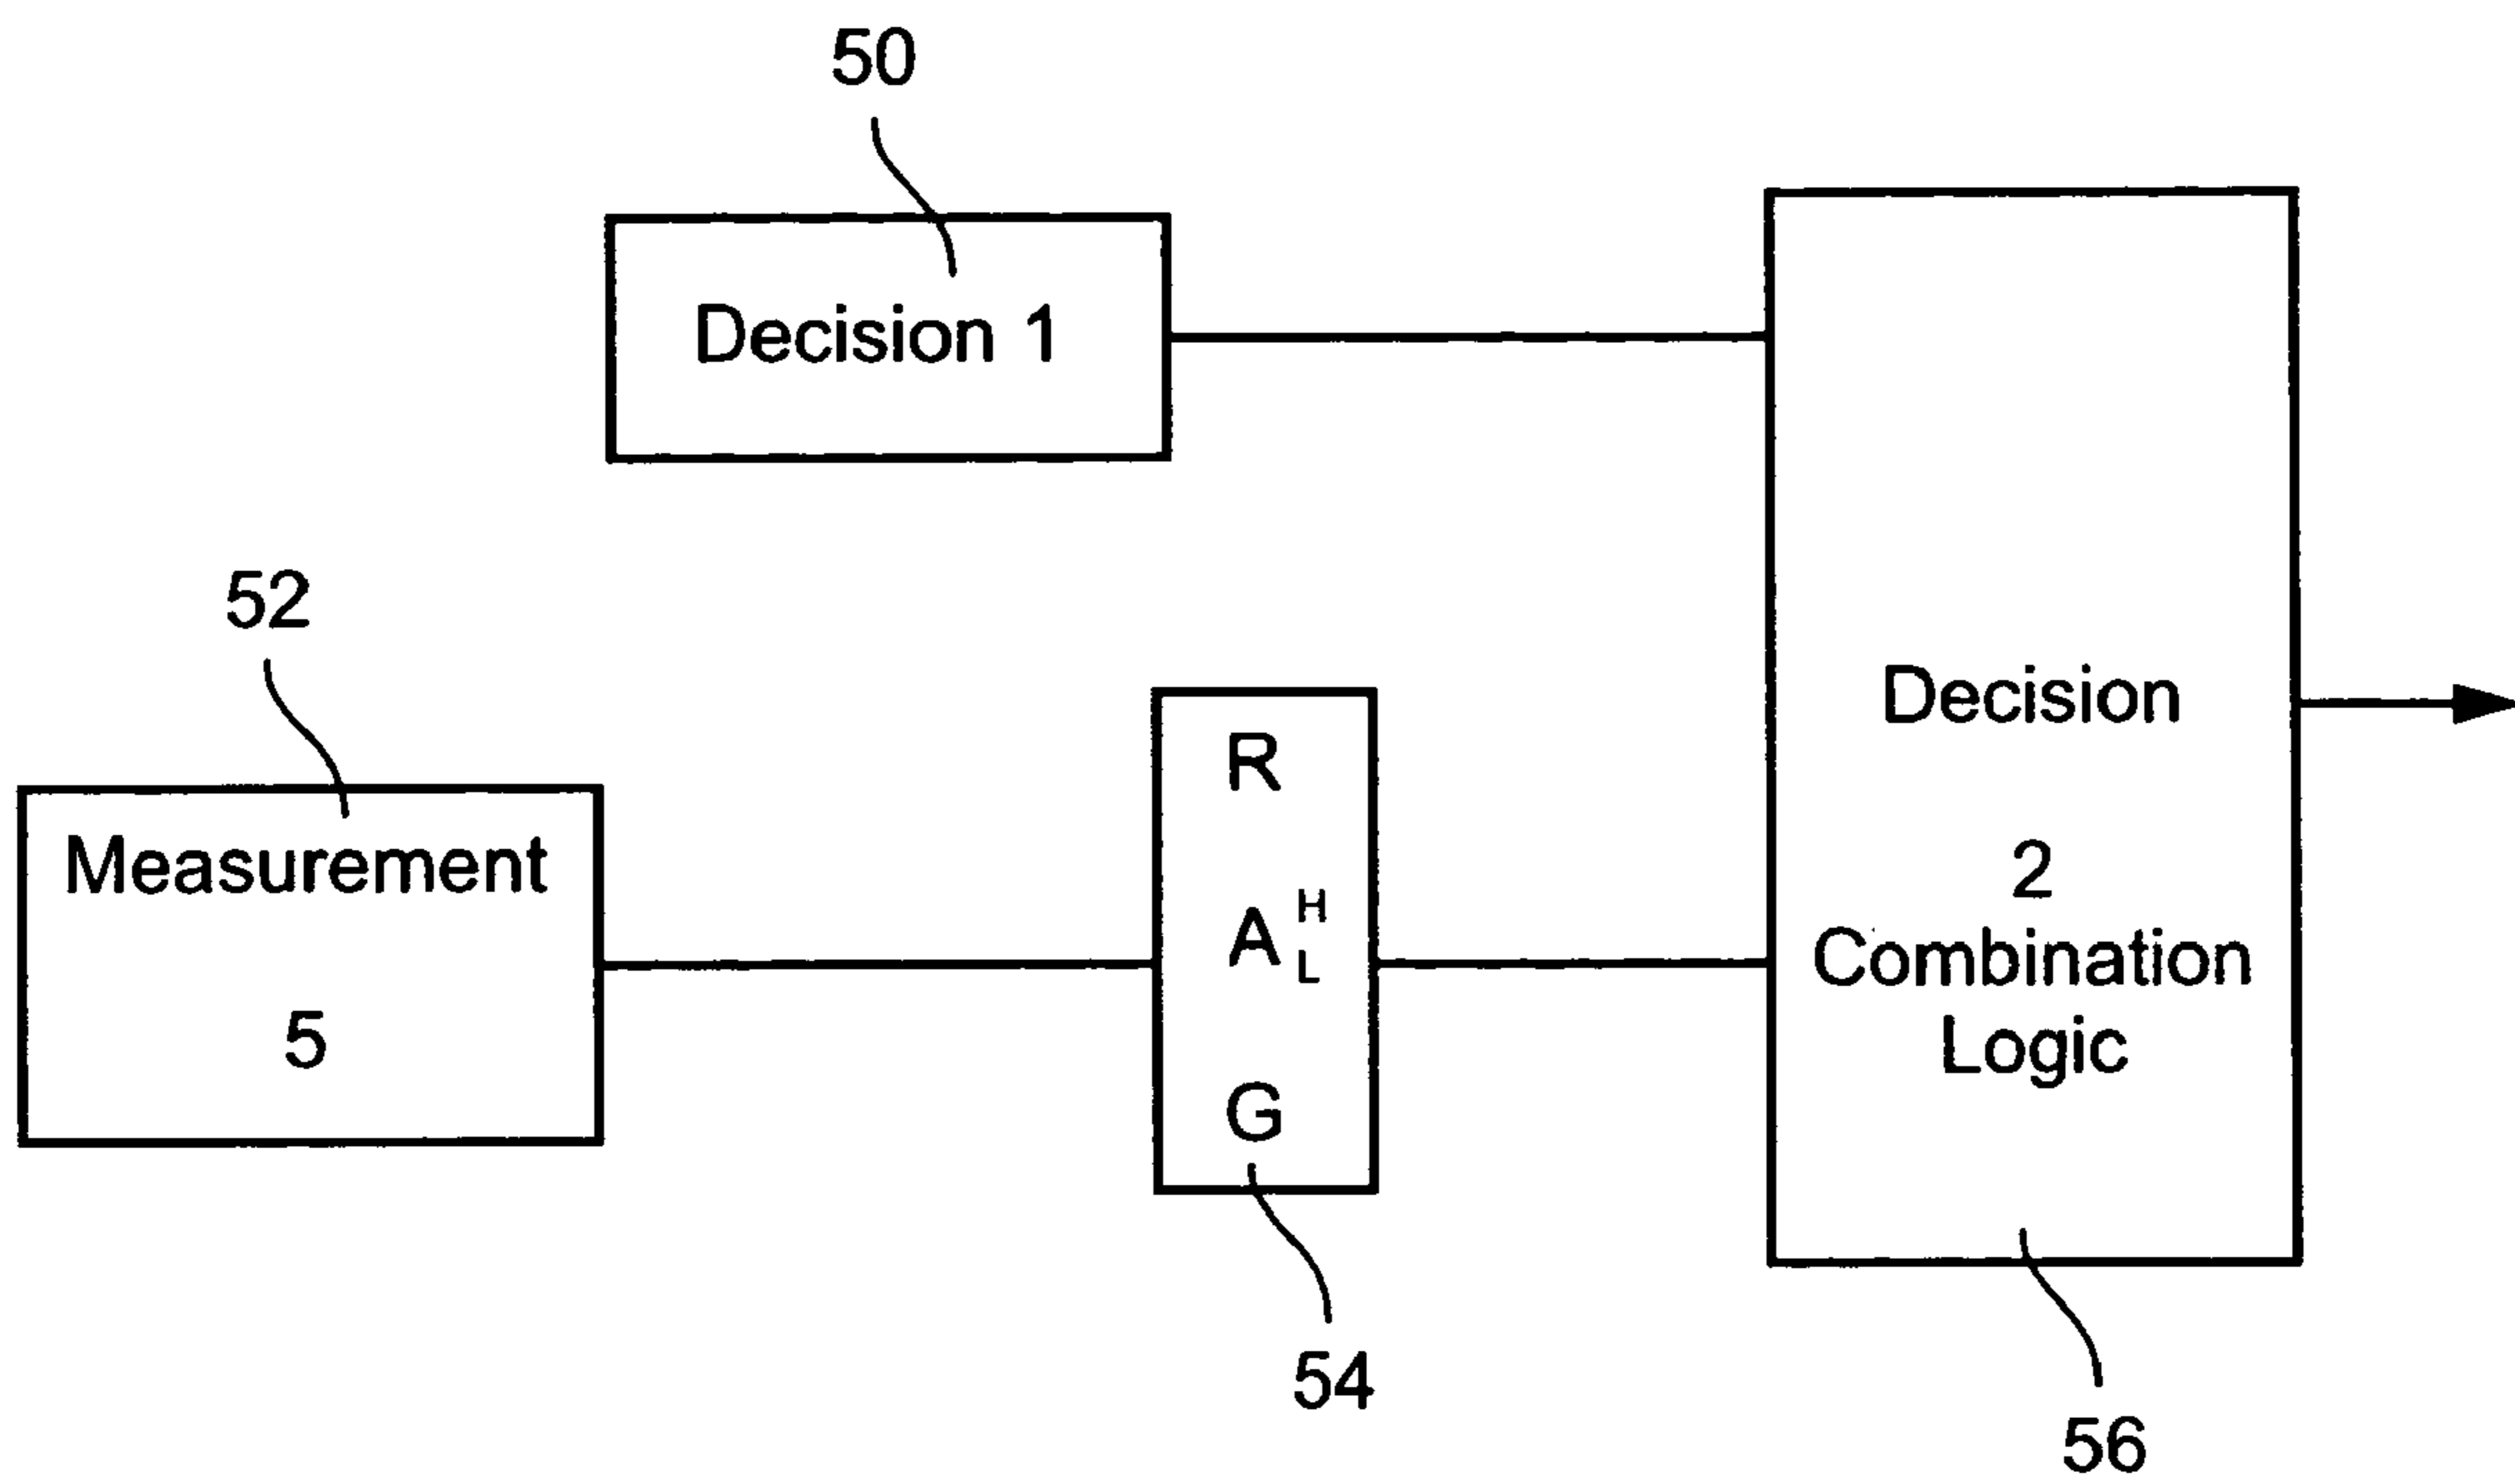 50
Decision 1
52
Measurement
5
R
A H
L
G
54
Decision
2
Combination
Logic
56